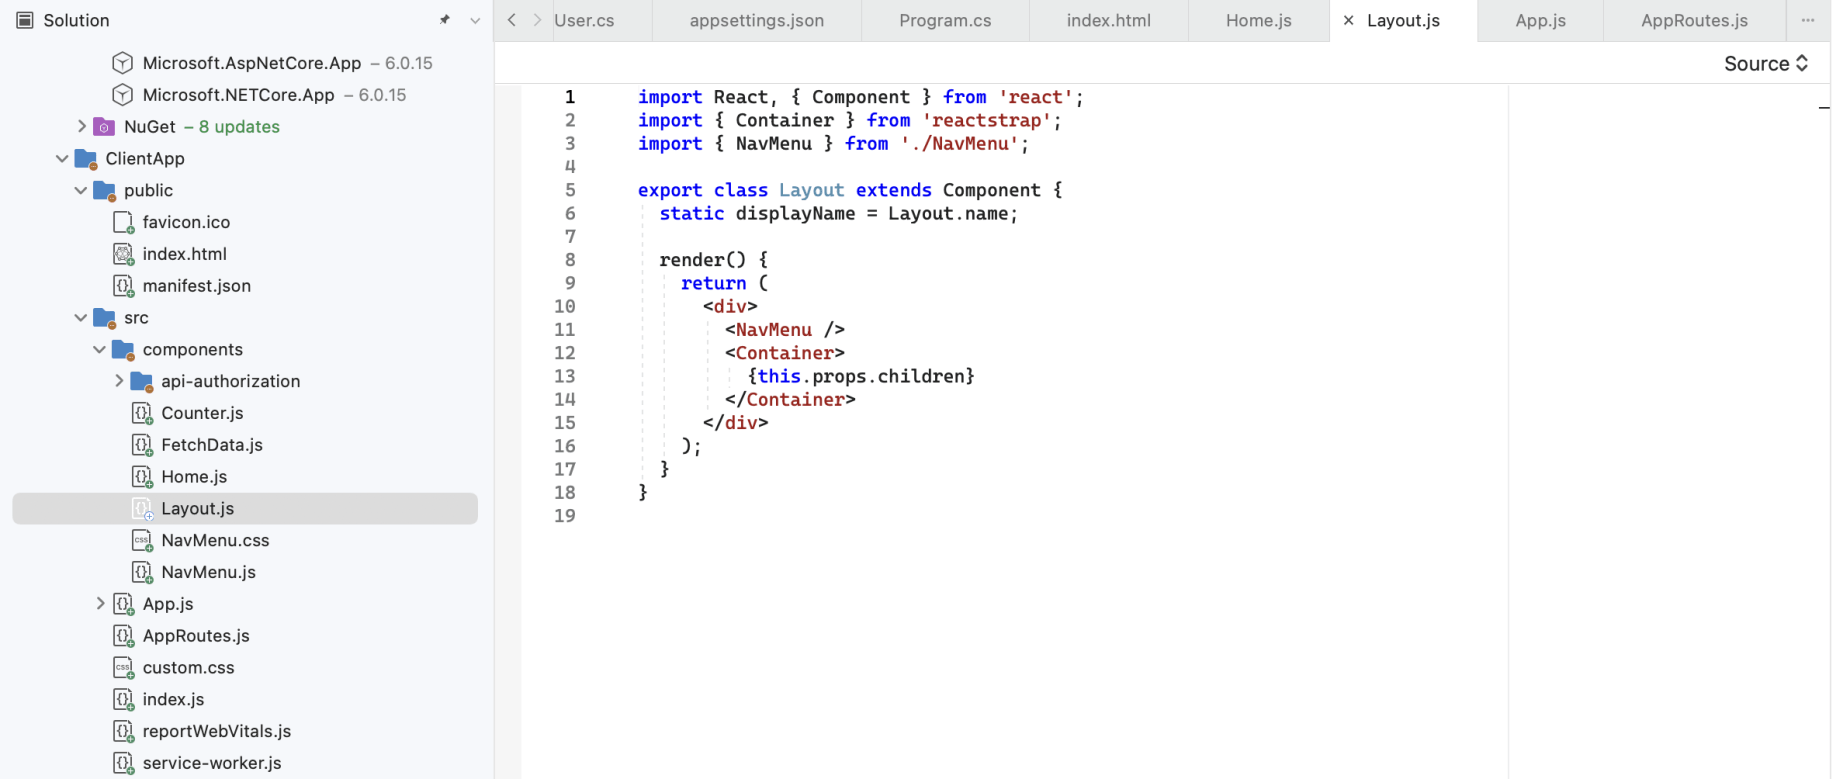 Solution
Microsoft.AspNetCore.App – 6.0.15
Microsoft.NETCore.App – 6.0.15
NuGet – 8 updates
ClientApp
public
favicon.ico
index.html
manifest.json
src
components
api-authorization
Counter.js
FetchData.js
Home.js
Layout.js
NavMenu.css
NavMenu.js
App.js
AppRoutes.js
custom.css
index.js
reportWebVitals.js
service-worker.js
User.cs appsettings.json Program.cs index.html Home.js × Layout.js App.js AppRoutes.js ...
Source
1 import React, { Component } from 'react';
2 import { Container } from 'reactstrap';
3 import { NavMenu } from './NavMenu';
4
5 export class Layout extends Component {
6   static displayName = Layout.name;
7
8   render() {
9     return (
10       <div>
11         <NavMenu />
12         <Container>
13           {this.props.children}
14         </Container>
15       </div>
16     );
17   }
18 }
19